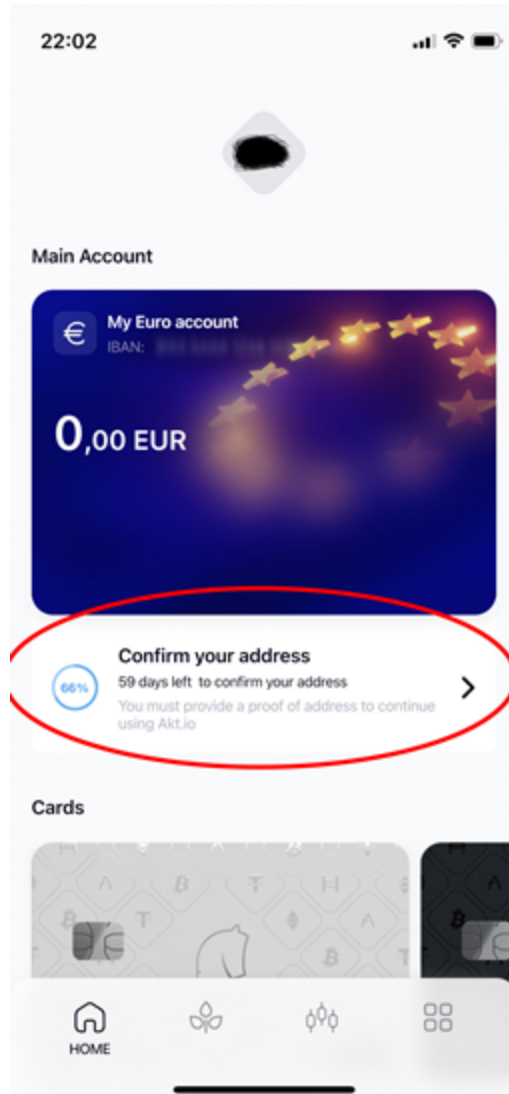 22:02
Main Account
€
My Euro account
IBAN:
0,00 EUR
Confirm your address
66%
59 days left to confirm your address
You must provide a proof of address to continue
using Akt.io
Cards
HOME